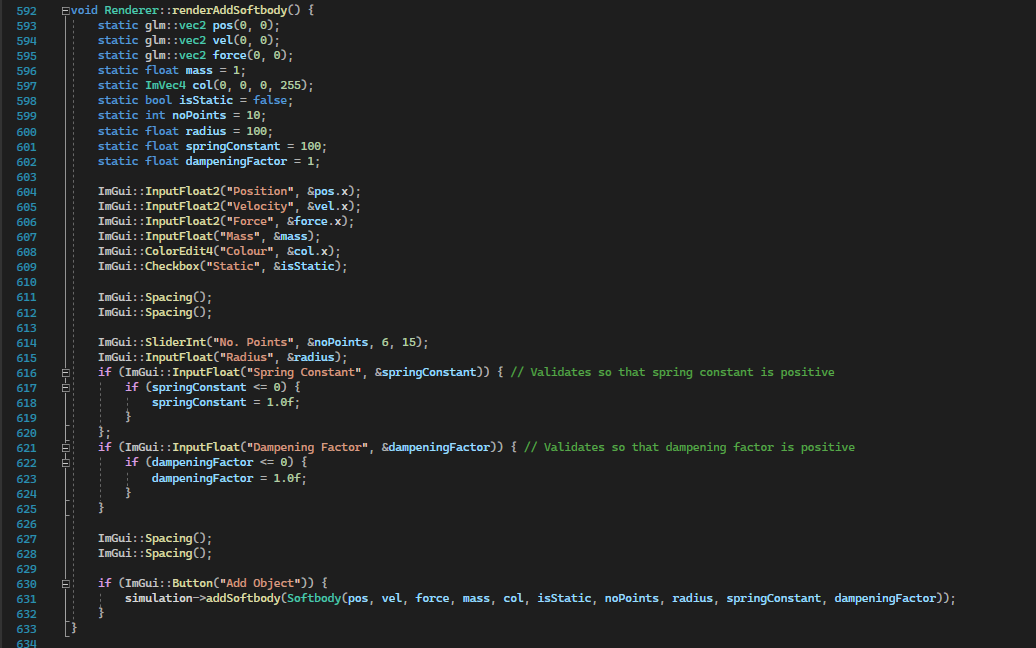 592 void Renderer::renderAddSoftbody() {
593     static glm::vec2 pos(0, 0);
594     static glm::vec2 vel(0, 0);
595     static glm::vec2 force(0, 0);
596     static float mass = 1;
597     static ImVec4 col(0, 0, 0, 255);
598     static bool isStatic = false;
599     static int noPoints = 10;
600     static float radius = 100;
601     static float springConstant = 100;
602     static float dampeningFactor = 1;
603
604     ImGui::InputFloat2("Position", &pos.x);
605     ImGui::InputFloat2("Velocity", &vel.x);
606     ImGui::InputFloat2("Force", &force.x);
607     ImGui::InputFloat("Mass", &mass);
608     ImGui::ColorEdit4("Colour", &col.x);
609     ImGui::Checkbox("Static", &isStatic);
610
611     ImGui::Spacing();
612     ImGui::Spacing();
613
614     ImGui::SliderInt("No. Points", &noPoints, 6, 15);
615     ImGui::InputFloat("Radius", &radius);
616     if (ImGui::InputFloat("Spring Constant", &springConstant)) { // Validates so that spring constant is positive
617         if (springConstant <= 0) {
618             springConstant = 1.0f;
619         }
620     };
621     if (ImGui::InputFloat("Dampening Factor", &dampeningFactor)) { // Validates so that dampening factor is positive
622         if (dampeningFactor <= 0) {
623             dampeningFactor = 1.0f;
624         }
625     }
626
627     ImGui::Spacing();
628     ImGui::Spacing();
629
630     if (ImGui::Button("Add Object")) {
631         simulation->addSoftbody(Softbody(pos, vel, force, mass, col, isStatic, noPoints, radius, springConstant, dampeningFactor));
632     }
633 }
634